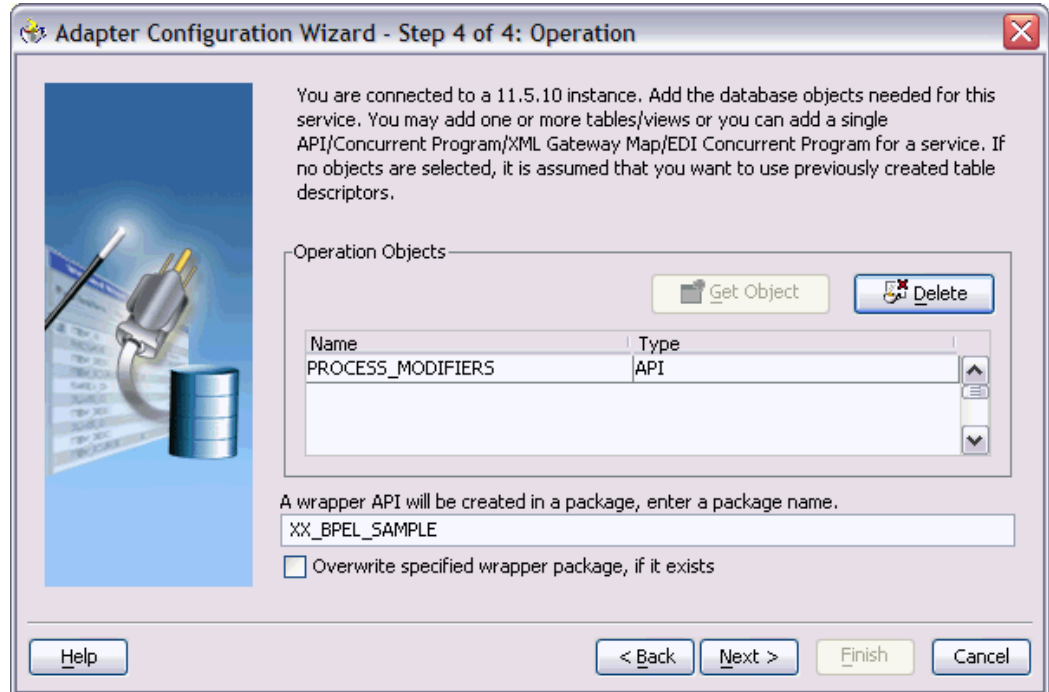 Adapter Configuration Wizard - Step 4 of 4: Operation
You are connected to a 11.5.10 instance. Add the database objects needed for this
service. You may add one or more tables/views or you can add a single
API/Concurrent Program/XML Gateway Map/EDI Concurrent Program for a service. If
no objects are selected, it is assumed that you want to use previously created table
descriptors.
Operation Objects
Get Object
Delete
Name Type
PROCESS_MODIFIERS API
A wrapper API will be created in a package, enter a package name.
XX_BPEL_SAMPLE
Overwrite specified wrapper package, if it exists
Help < Back Next > Finish Cancel